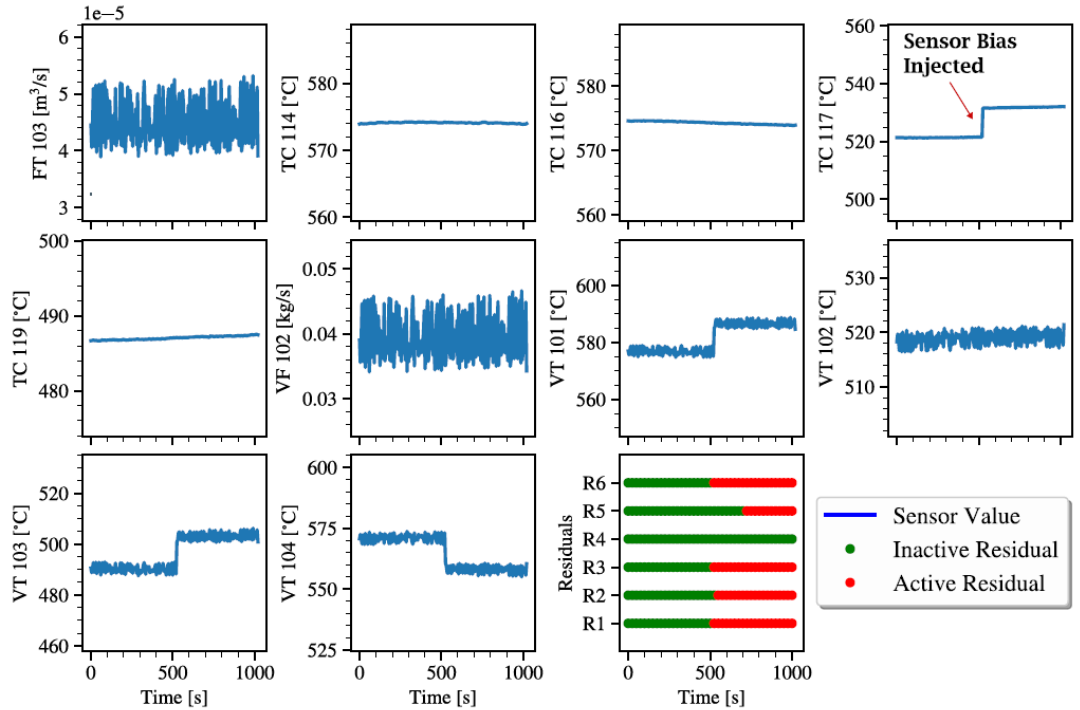 1e−5
6
5
4
3
FT 103 [m³/s]
580
570
560
TC 114 [°C]
580
570
560
TC 116 [°C]
560
540
520
500
TC 117 [°C]
Sensor Bias
Injected
500
490
480
TC 119 [°C]
0.05
0.04
0.03
VF 102 [kg/s]
600
580
560
VT 101 [°C]
530
520
510
VT 102 [°C]
520
500
480
460
VT 103 [°C]
0 500 1000
Time [s]
600
575
550
525
VT 104 [°C]
0 500 1000
Time [s]
R6
R5
R4
R3
R2
R1
Residuals
0 500 1000
Time [s]
Sensor Value
Inactive Residual
Active Residual